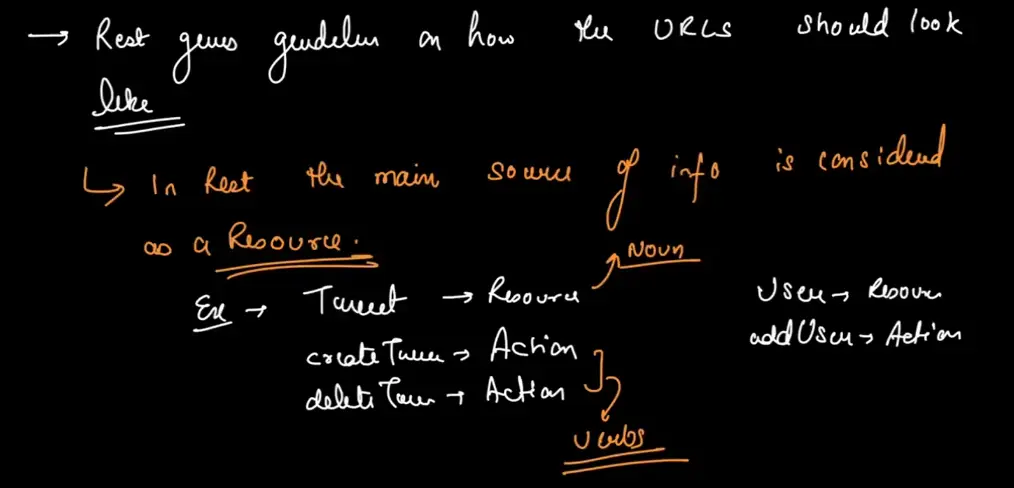 → Rest gives guidelines on how the URLS should look
like
↳ In Rest the main source of info is considered
as a Resource.
Noun
Ex → Tweet → Resource
User → Resource
createTweet → Action
addUser → Action
deleteTweet → Action
Verbs